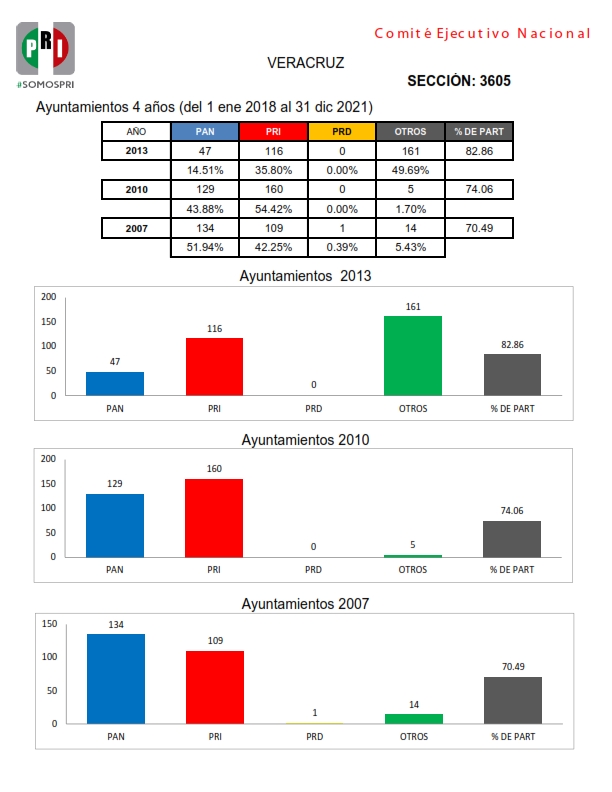 Comité Ejecutivo Nacional
PRI
#SOMOSPRI
VERACRUZ
SECCIÓN: 3605
Ayuntamientos 4 años (del 1 ene 2018 al 31 dic 2021)
AÑO PAN PRI PRD OTROS % DE PART
2013 47 116 0 161 82.86
14.51% 35.80% 0.00% 49.69%
2010 129 160 0 5 74.06
43.88% 54.42% 0.00% 1.70%
2007 134 109 1 14 70.49
51.94% 42.25% 0.39% 5.43%
Ayuntamientos 2013
200
150
100
50
0
47 116 0 161 82.86
PAN PRI PRD OTROS % DE PART
Ayuntamientos 2010
200
150
100
50
0
129 160 0 5 74.06
PAN PRI PRD OTROS % DE PART
Ayuntamientos 2007
150
100
50
0
134 109 1 14 70.49
PAN PRI PRD OTROS % DE PART